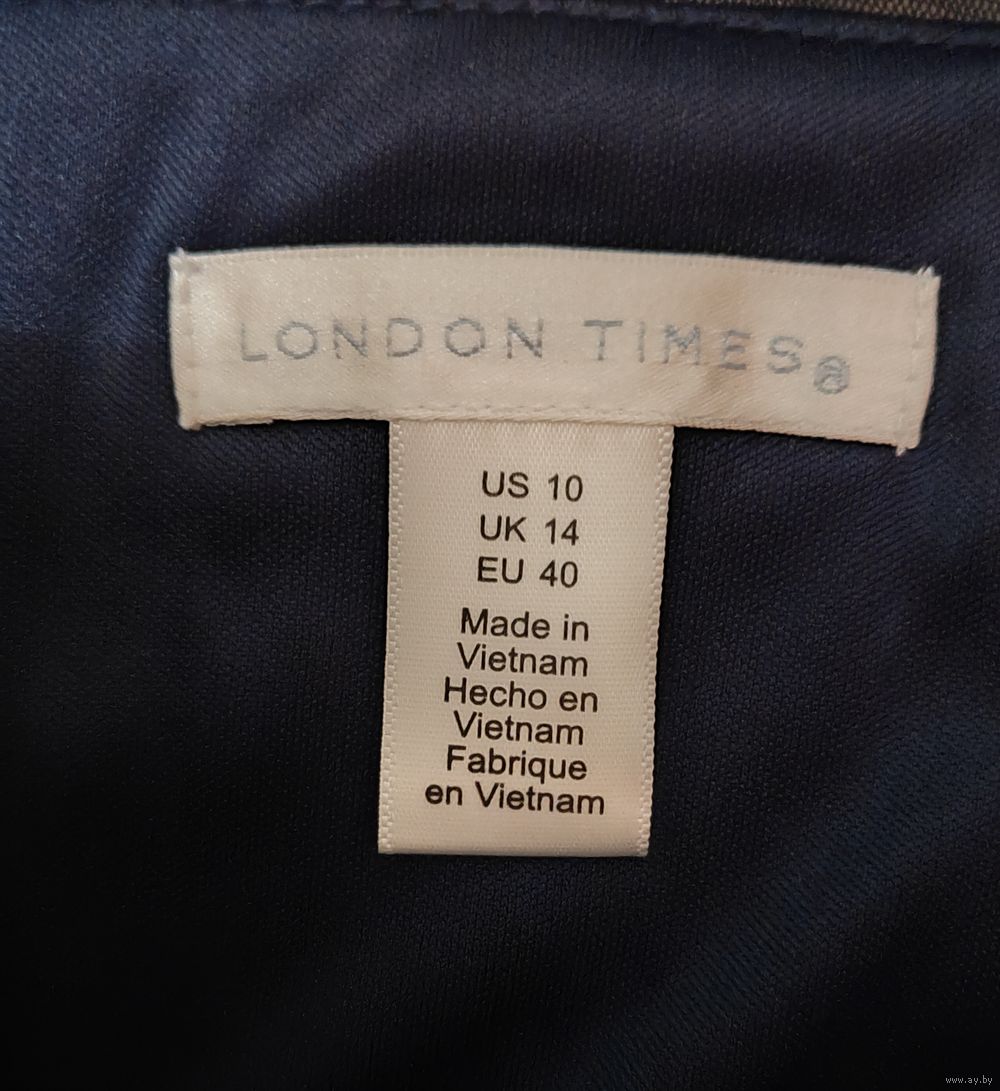 LONDON TIMES®
US 10
UK 14
EU 40
Made in
Vietnam
Hecho en
Vietnam
Fabrique
en Vietnam
www.ay.by